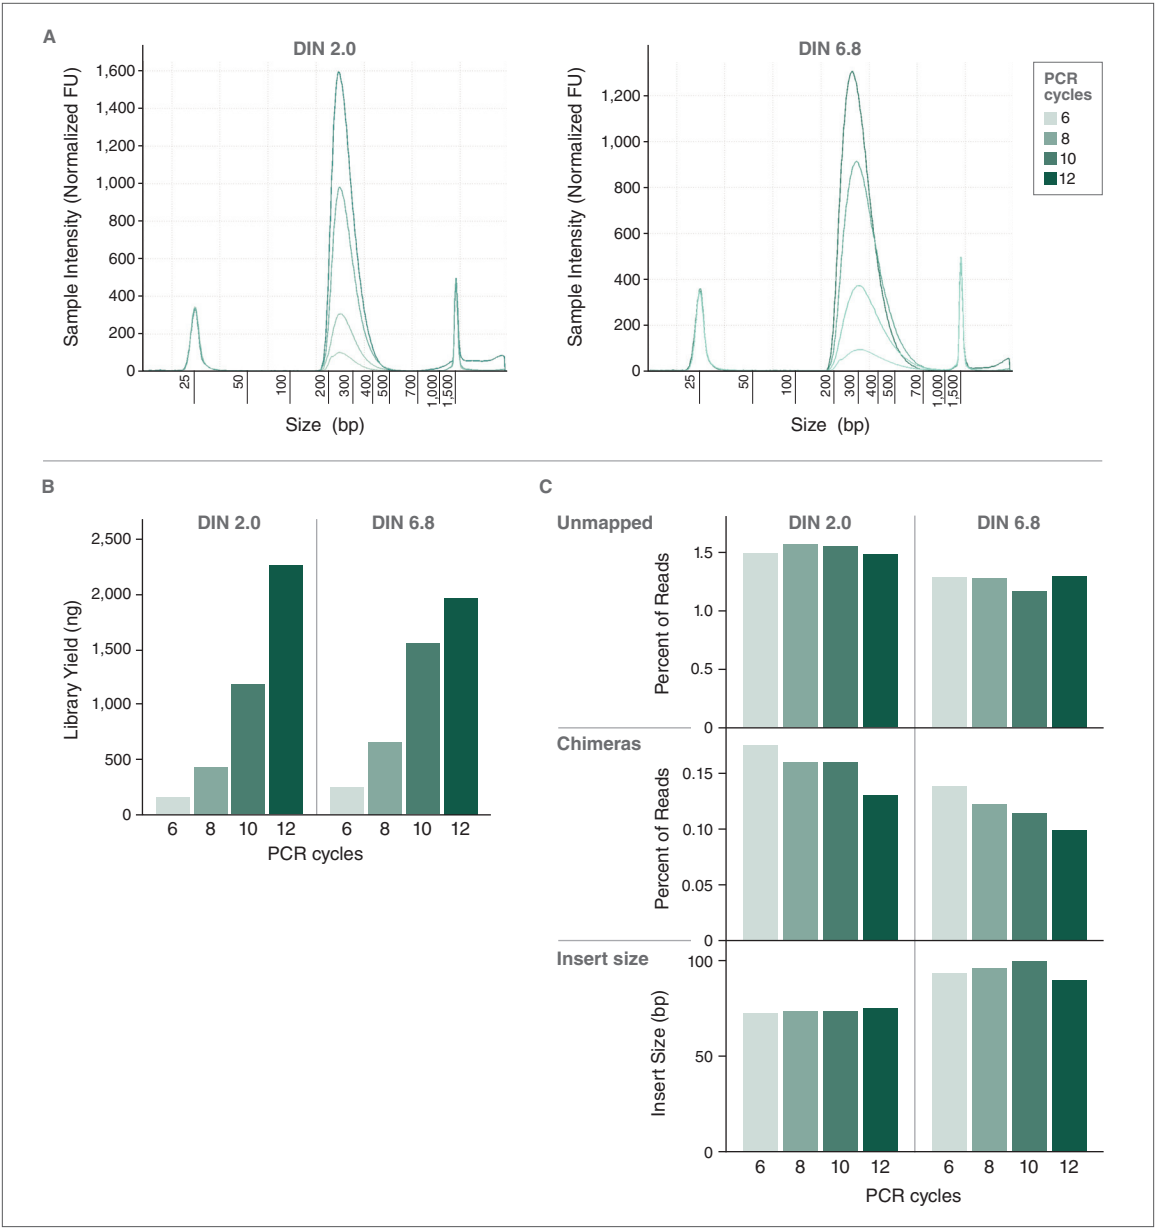 A
DIN 2.0
Sample Intensity (Normalized FU)
1,600
1,400
1,200
1,000
800
600
400
200
0
25
50
100
200
300
400
500
700
1,000
1,500
Size (bp)
DIN 6.8
Sample Intensity (Normalized FU)
1,200
1,000
800
600
400
200
0
25
50
100
200
300
400
500
700
1,000
1,500
Size (bp)
PCR
cycles
6
8
10
12
B
DIN 2.0
DIN 6.8
Library Yield (ng)
2,500
2,000
1,500
1,000
500
0
6 8 10 12 6 8 10 12
PCR cycles
C
Unmapped
DIN 2.0
DIN 6.8
Percent of Reads
1.5
1.0
0.5
0
Chimeras
Percent of Reads
0.15
0.10
0.05
0
Insert size
Insert Size (bp)
100
50
0
6 8 10 12 6 8 10 12
PCR cycles